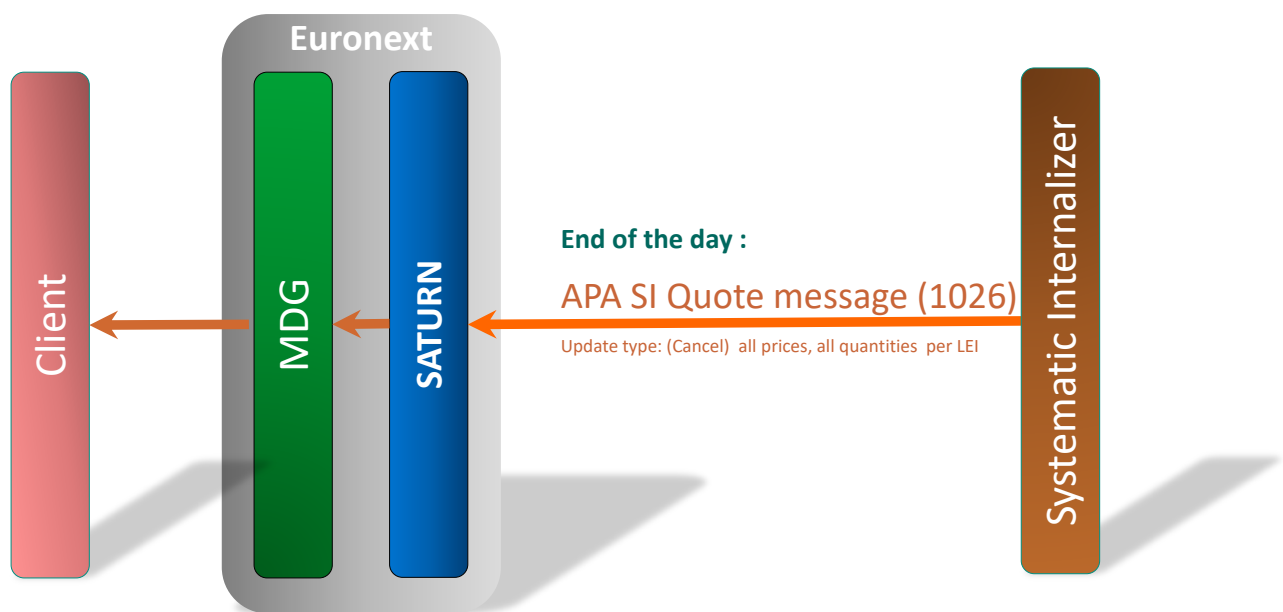 Euronext
Client
MDG
SATURN
End of the day :
APA SI Quote message (1026)
Update type: (Cancel) all prices, all quantities per LEI
Systematic Internalizer